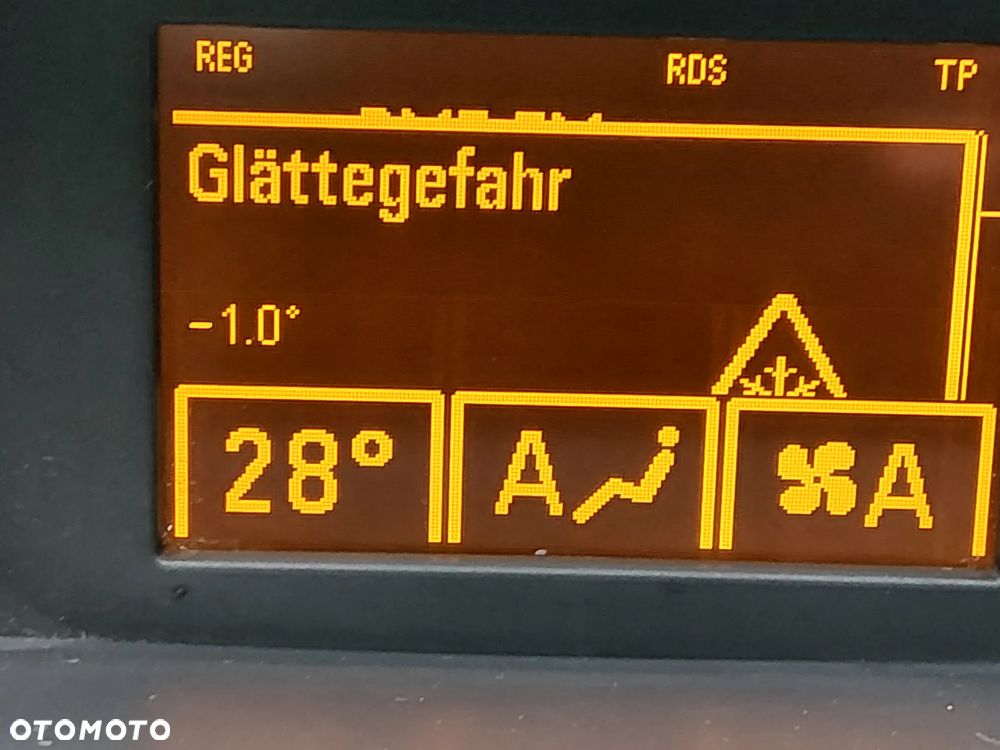 REG RDS TP
Glättegefahr
-1.0°
28° A A
OTOMOTO